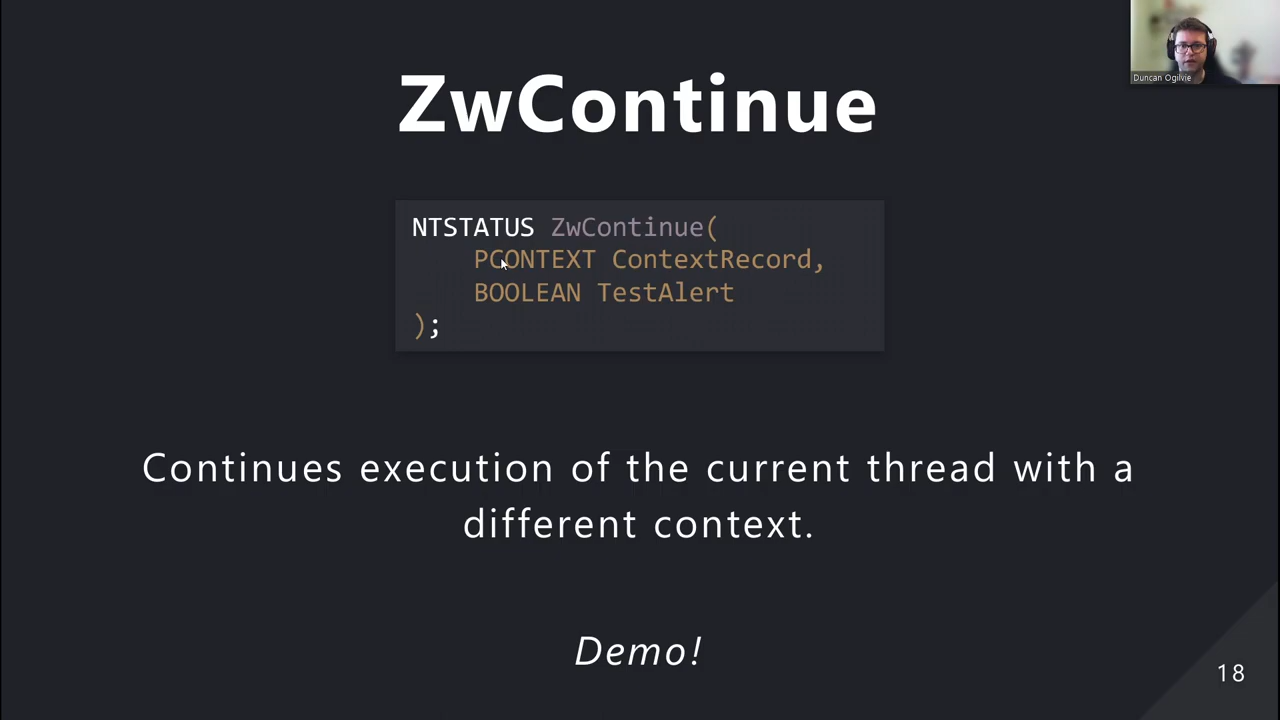 Duncan Ogilvie
ZwContinue
NTSTATUS ZwContinue(
PCONTEXT ContextRecord,
BOOLEAN TestAlert
);
Continues execution of the current thread with a
different context.
Demo!
18